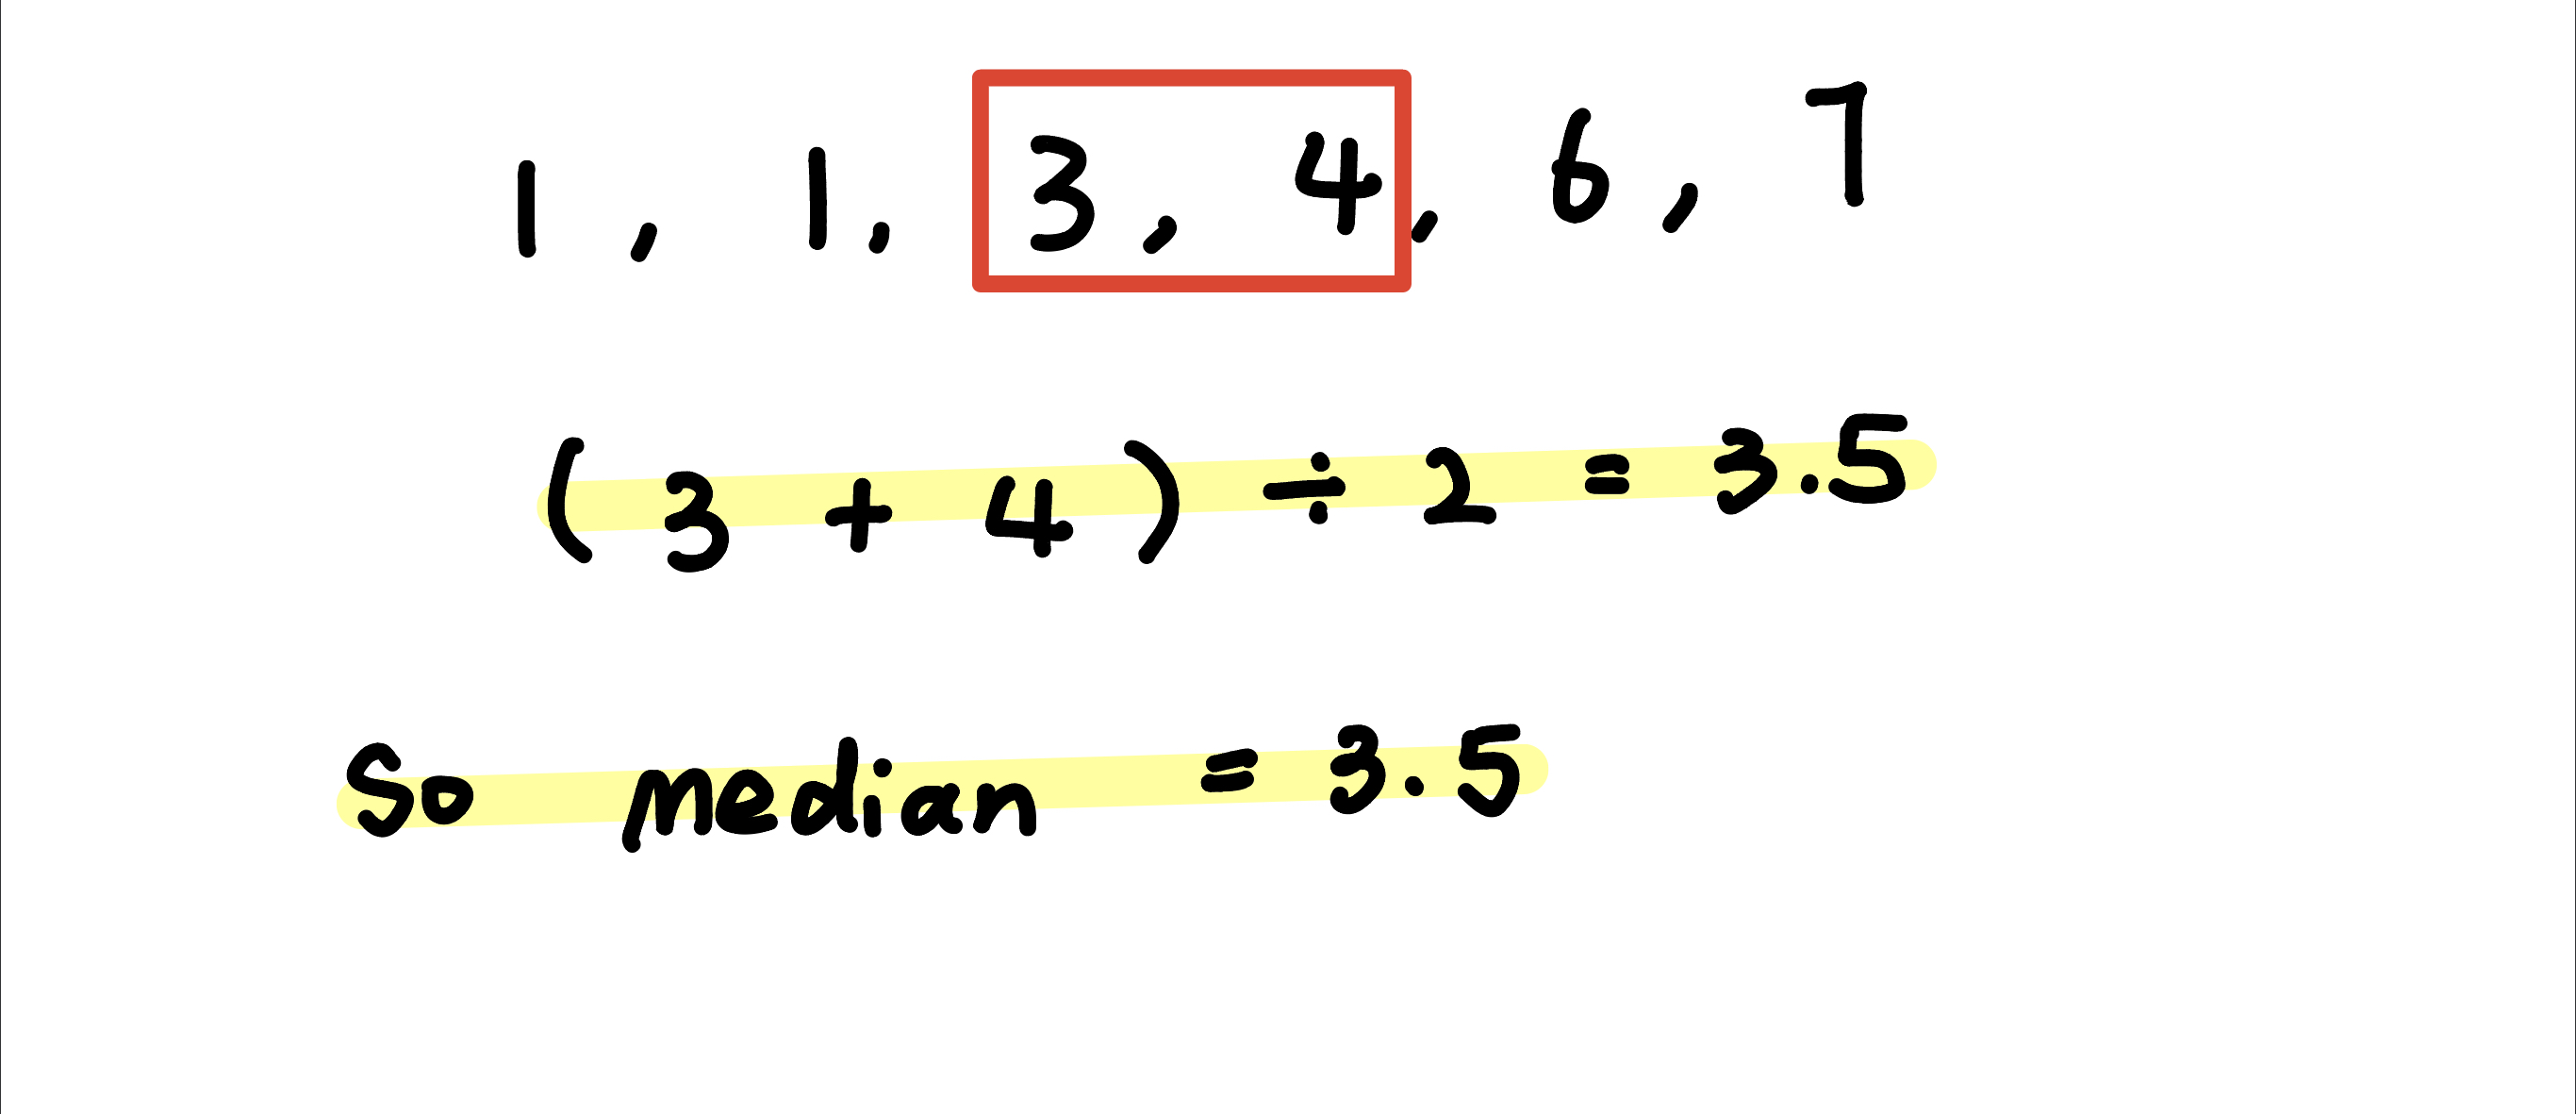 1, 1, 3, 4, 6, 7
(3 + 4) ÷ 2 = 3.5
So median = 3.5